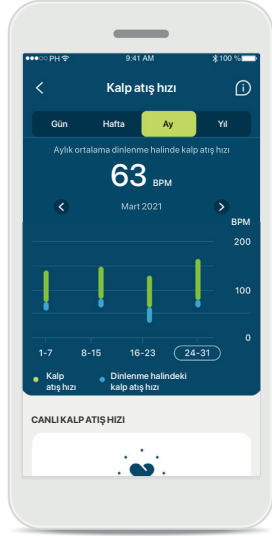 PH 9:41 AM 100 %
Kalp atış hızı
Gün Hafta Ay Yıl
Aylık ortalama dinlenme halinde kalp atış hızı
63 BPM
Mart 2021
BPM
200
100
0
1-7 8-15 16-23 24-31
Kalp
atış hızı
Dinlenme halindeki
kalp atış hızı
CANLI KALP ATIŞ HIZI